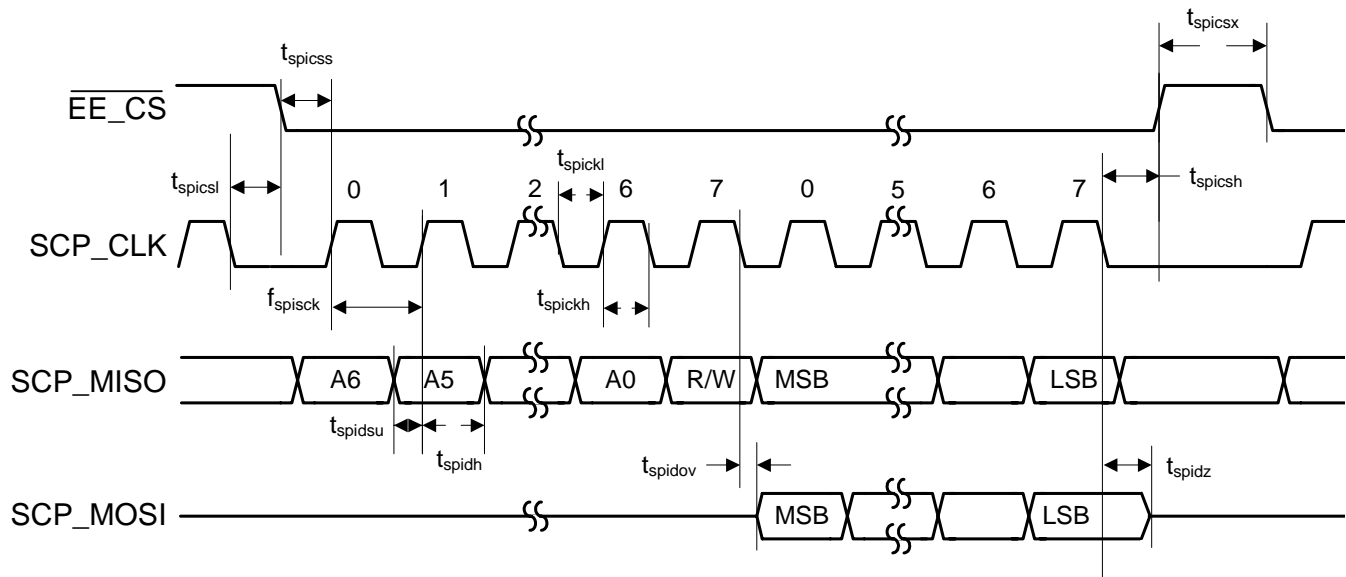 t_spicsx
t_spicss
EE_CS
t_spickl
t_spicsl
t_spicsh
0 1 2 6 7 0 5 6 7
SCP_CLK
f_spisck
t_spickh
SCP_MISO
A6 A5 A0 R/W MSB LSB
t_spidsu
t_spidh
t_spidov
t_spidz
SCP_MOSI
MSB LSB